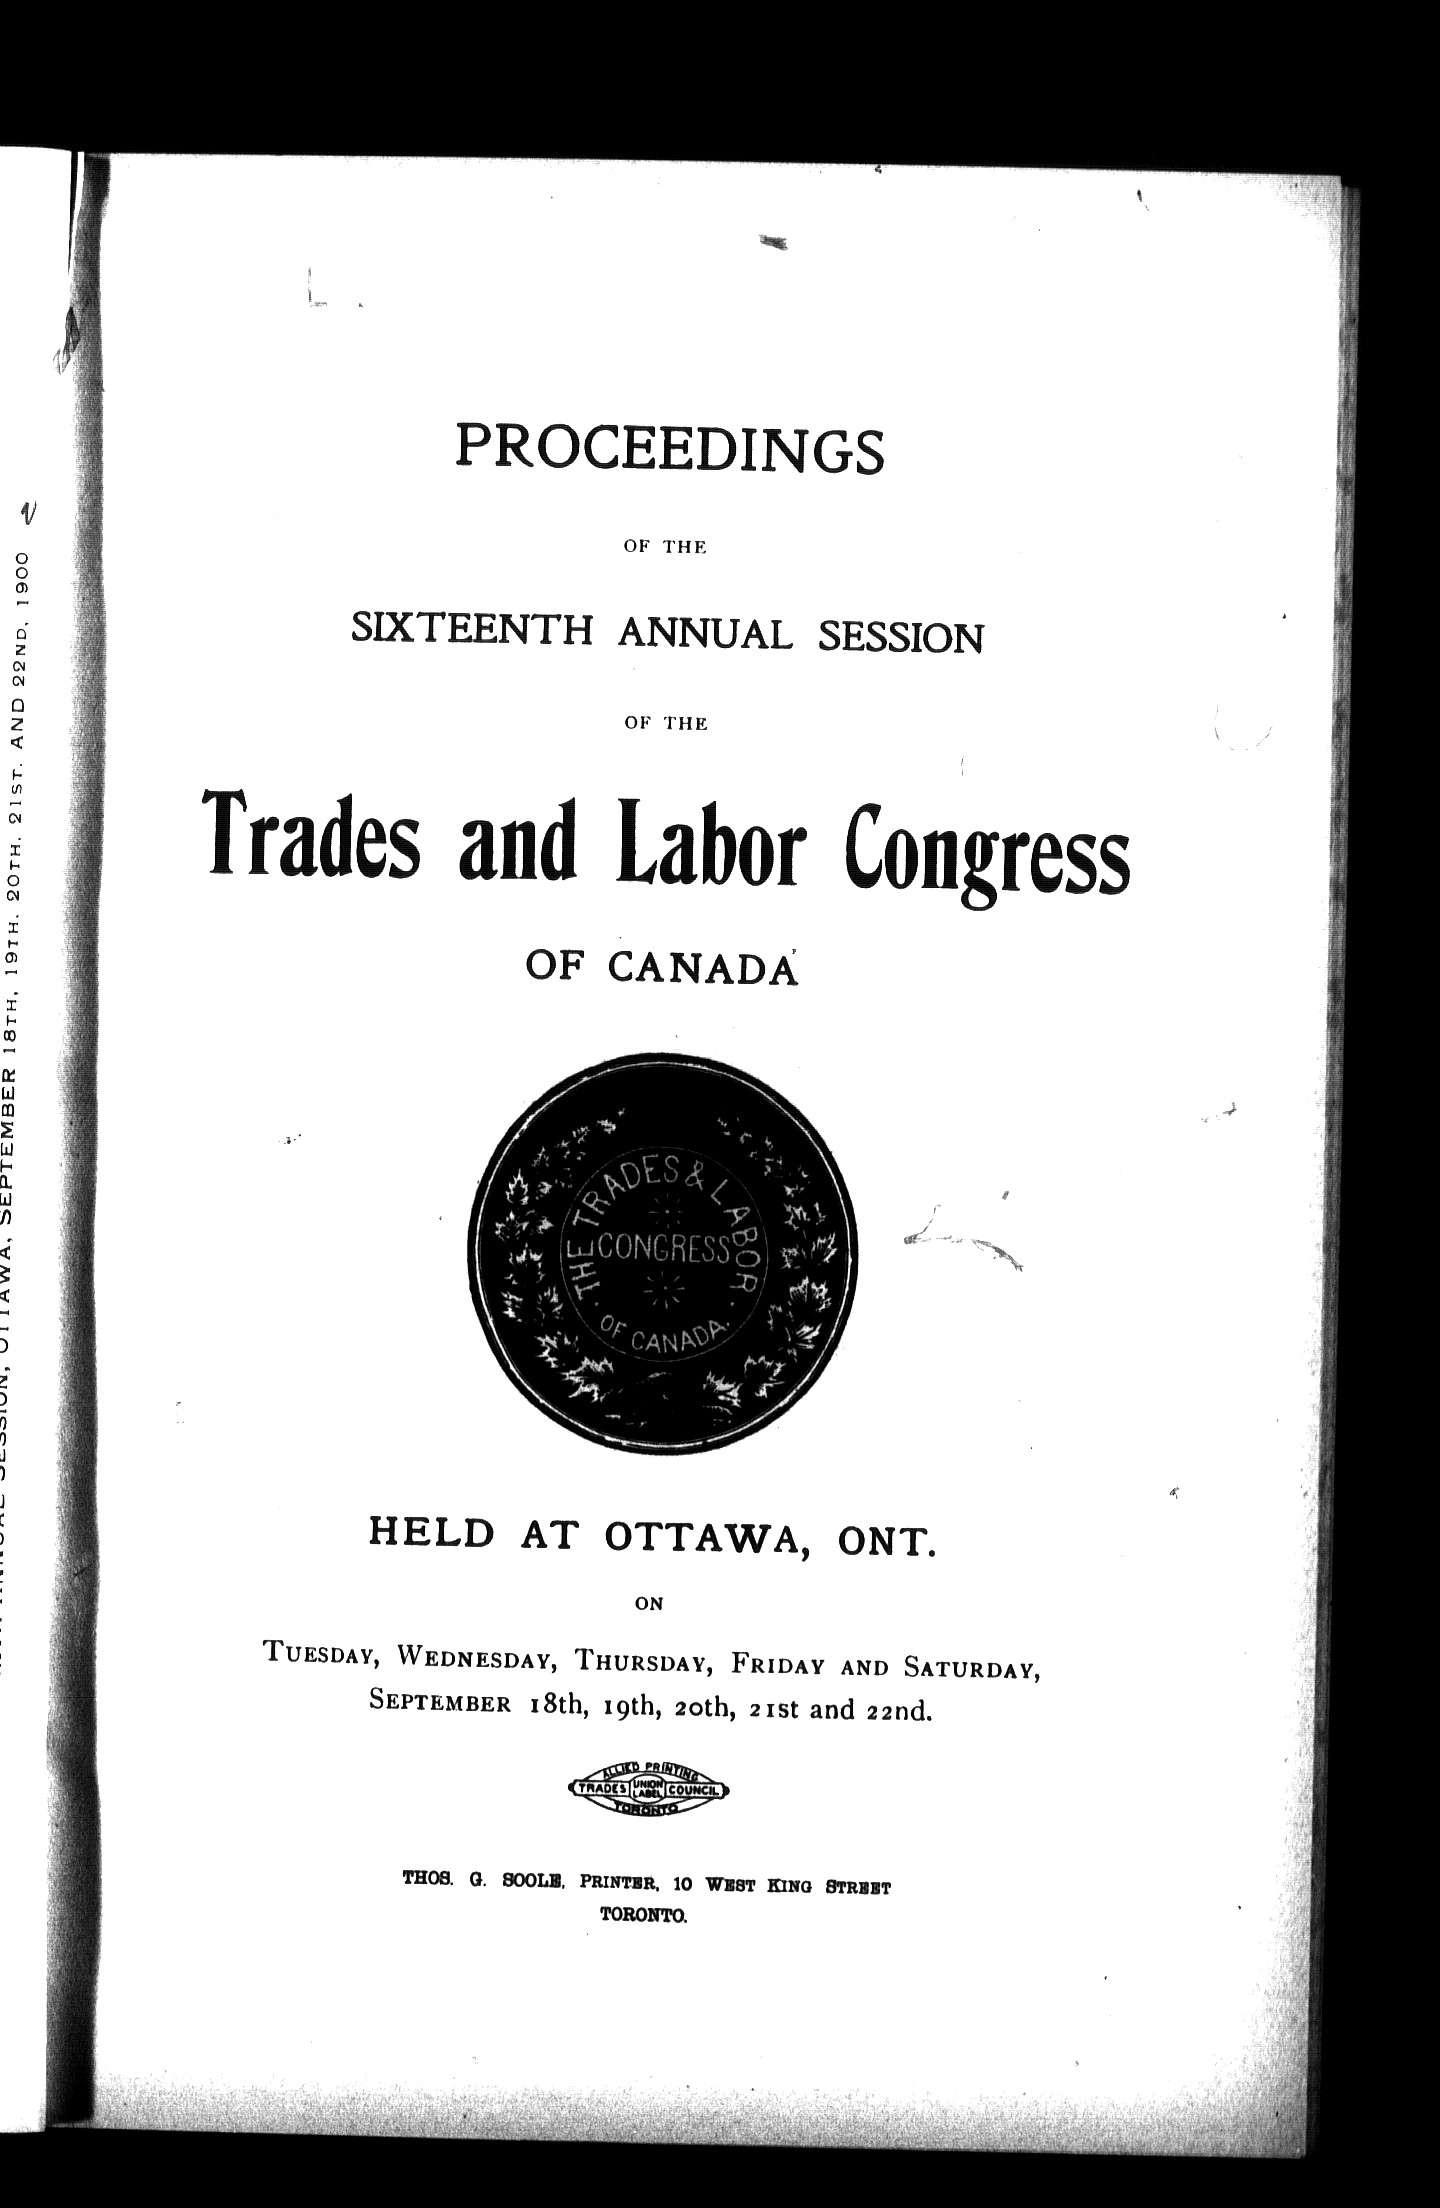 PROCEEDINGS
OF THE
SIXTEENTH ANNUAL SESSION
OF THE
Trades and Labor Congress
OF CANADA
THE TRADES & LABOR
CONGRESS
OF CANADA.
HELD AT OTTAWA, ONT.
ON
TUESDAY, WEDNESDAY, THURSDAY, FRIDAY AND SATURDAY,
SEPTEMBER 18th, 19th, 20th, 21st and 22nd.
ALLIED PRINTING
TRADES UNION LABEL COUNCIL
TORONTO
THOS. G. SOOLE, PRINTER, 10 WEST KING STREET
TORONTO.
ANNUAL SESSION, OTTAWA, SEPTEMBER 18TH, 19TH. 20TH. 21ST. AND 22ND, 1900